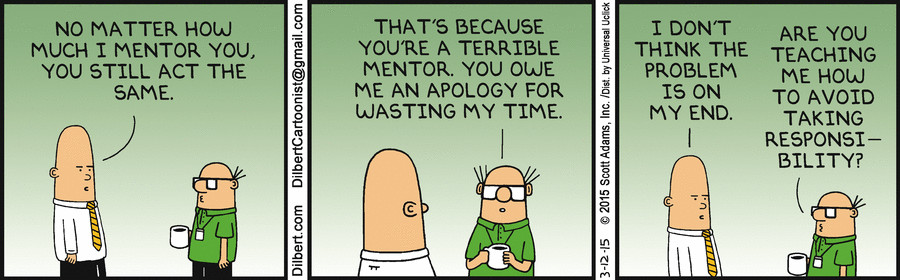 NO MATTER HOW
MUCH I MENTOR YOU,
YOU STILL ACT THE
SAME.
Dilbert.com DilbertCartoonist@gmail.com
THAT'S BECAUSE
YOU'RE A TERRIBLE
MENTOR. YOU OWE
ME AN APOLOGY FOR
WASTING MY TIME.
3-12-15 © 2015 Scott Adams, Inc. /Dist. by Universal Uclick
I DON'T
THINK THE
PROBLEM
IS ON
MY END.
ARE YOU
TEACHING
ME HOW
TO AVOID
TAKING
RESPONSI-
BILITY?